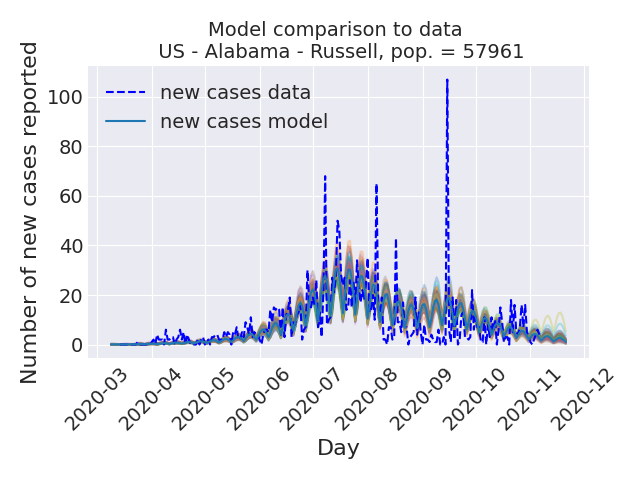 Model comparison to data
US - Alabama - Russell, pop. = 57961
Number of new cases reported
100
80
60
40
20
0
new cases data
new cases model
2020-03
2020-04
2020-05
2020-06
2020-07
2020-08
2020-09
2020-10
2020-11
2020-12
Day